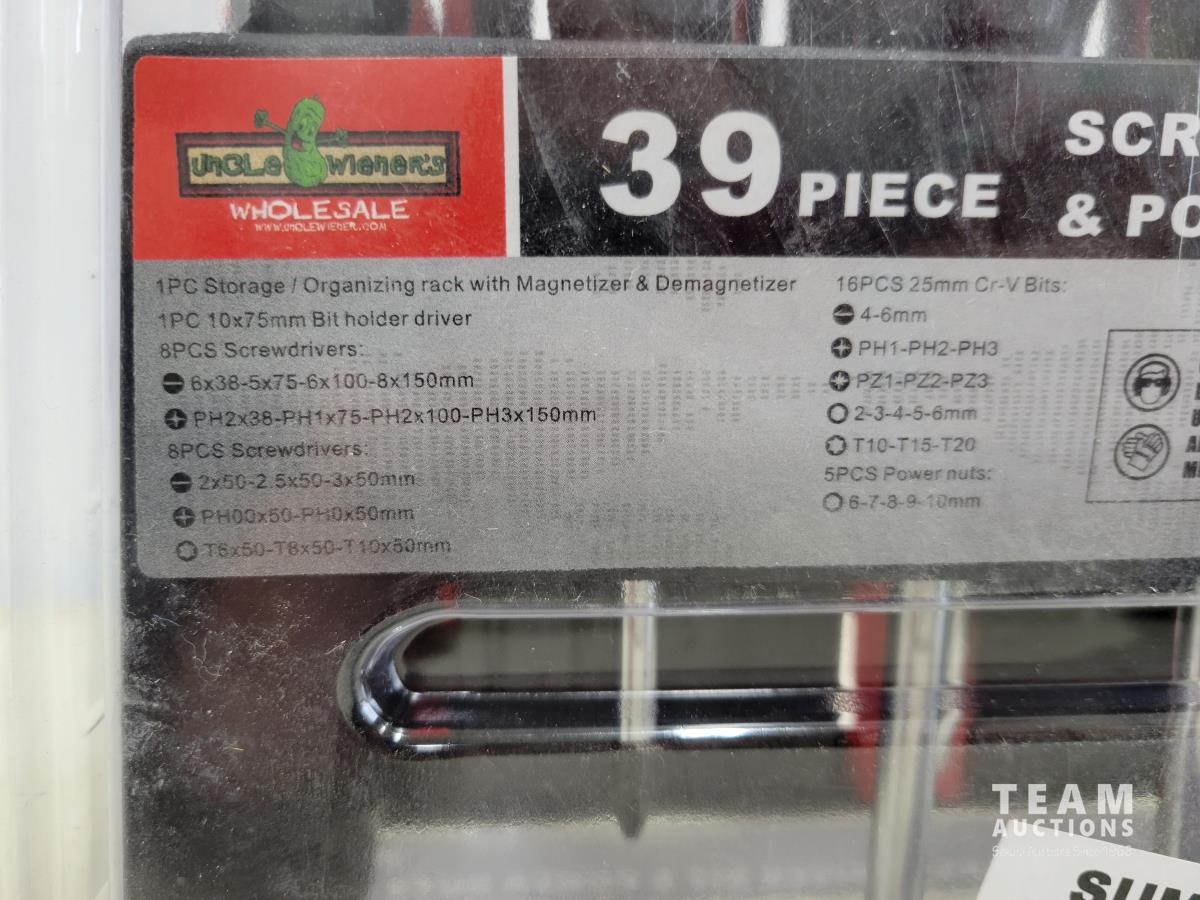 UNCLE WIENER'S
WHOLESALE
WWW.UNCLEWIENER.COM
39 PIECE
SCR
& PO
1PC Storage / Organizing rack with Magnetizer & Demagnetizer
1PC 10x75mm Bit holder driver
8PCS Screwdrivers:
6x38-5x75-6x100-8x150mm
PH2x38-PH1x75-PH2x100-PH3x150mm
8PCS Screwdrivers:
2x50-2.5x50-3x50mm
PH00x50-PH0x50mm
T6x50-T8x50-T10x50mm
16PCS 25mm Cr-V Bits:
4-6mm
PH1-PH2-PH3
PZ1-PZ2-PZ3
2-3-4-5-6mm
T10-T15-T20
5PCS Power nuts:
6-7-8-9-10mm
TEAM
AUCTIONS